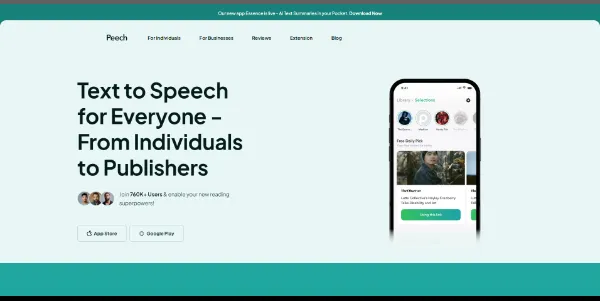 Our new app Essence is live - AI Text Summaries in your Pocket. Download Now
Peech
For Individuals
For Businesses
Reviews
Extension
Blog
Text to Speech
for Everyone –
From Individuals
to Publishers
Join 760K+ Users & enable your new reading
superpowers!
App Store
Google Play
Library
Selections
Free Daily Pick